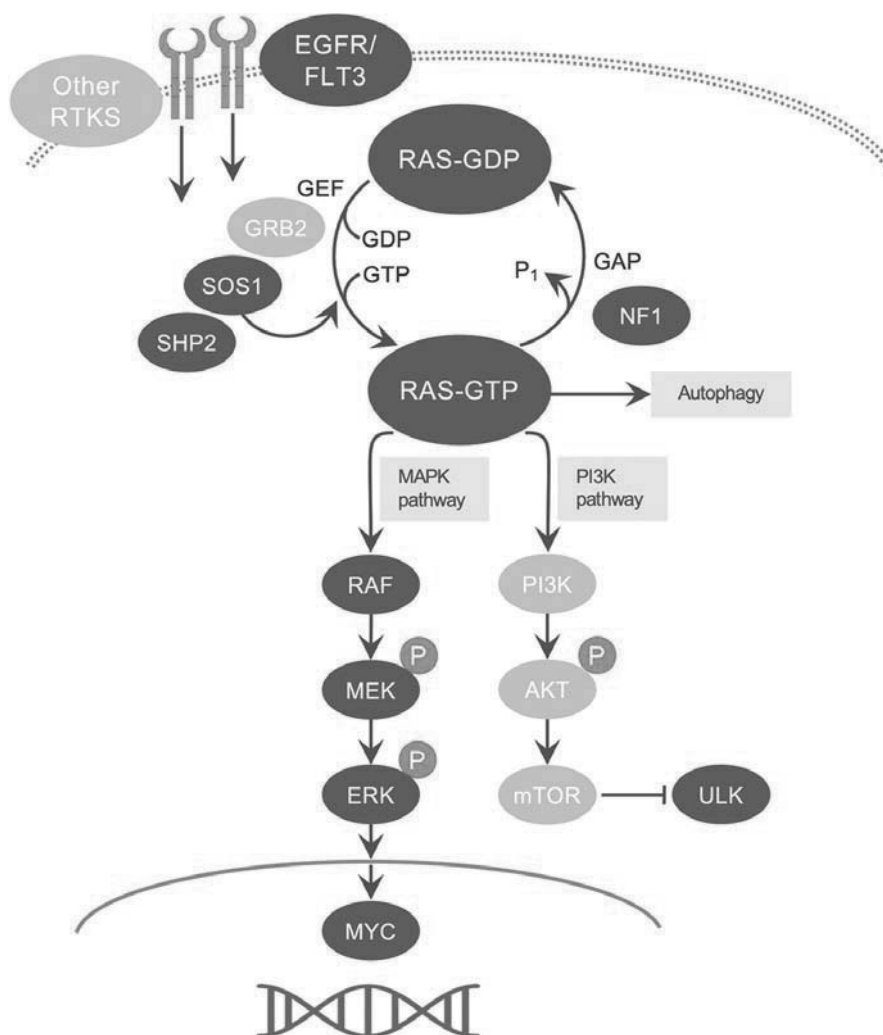 EGFR/
FLT3
Other
RTKS
RAS-GDP
GEF
GRB2
GDP
GTP
P₁
GAP
SOS1
NF1
SHP2
RAS-GTP
Autophagy
MAPK
pathway
PI3K
pathway
RAF
PI3K
P
MEK
P
AKT
P
ERK
mTOR
ULK
MYC